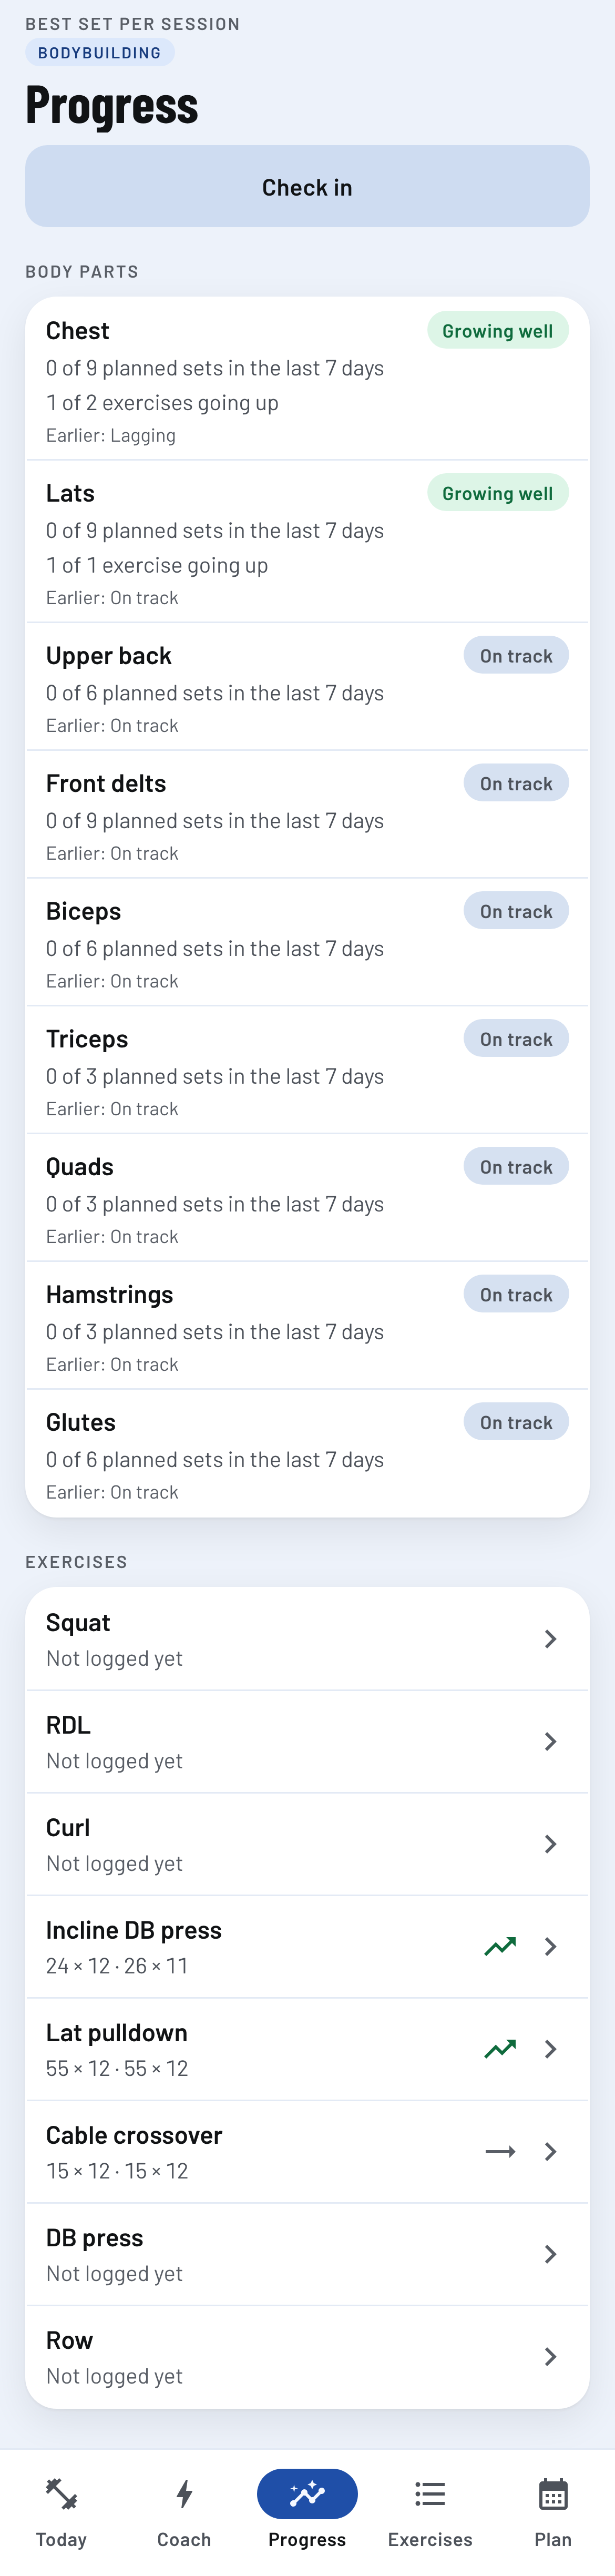 BEST SET PER SESSION
BODYBUILDING
Progress
Check in
BODY PARTS
Chest
Growing well
0 of 9 planned sets in the last 7 days
1 of 2 exercises going up
Earlier: Lagging
Lats
Growing well
0 of 9 planned sets in the last 7 days
1 of 1 exercise going up
Earlier: On track
Upper back
On track
0 of 6 planned sets in the last 7 days
Earlier: On track
Front delts
On track
0 of 9 planned sets in the last 7 days
Earlier: On track
Biceps
On track
0 of 6 planned sets in the last 7 days
Earlier: On track
Triceps
On track
0 of 3 planned sets in the last 7 days
Earlier: On track
Quads
On track
0 of 3 planned sets in the last 7 days
Earlier: On track
Hamstrings
On track
0 of 3 planned sets in the last 7 days
Earlier: On track
Glutes
On track
0 of 6 planned sets in the last 7 days
Earlier: On track
EXERCISES
Squat
Not logged yet
RDL
Not logged yet
Curl
Not logged yet
Incline DB press
24 × 12 · 26 × 11
Lat pulldown
55 × 12 · 55 × 12
Cable crossover
15 × 12 · 15 × 12
DB press
Not logged yet
Row
Not logged yet
Today
Coach
Progress
Exercises
Plan